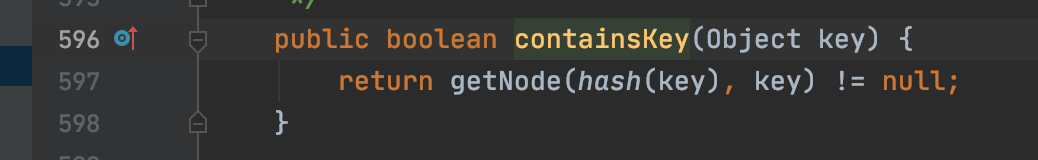 */
596 public boolean containsKey(Object key) {
597 return getNode(hash(key), key) != null;
598 }